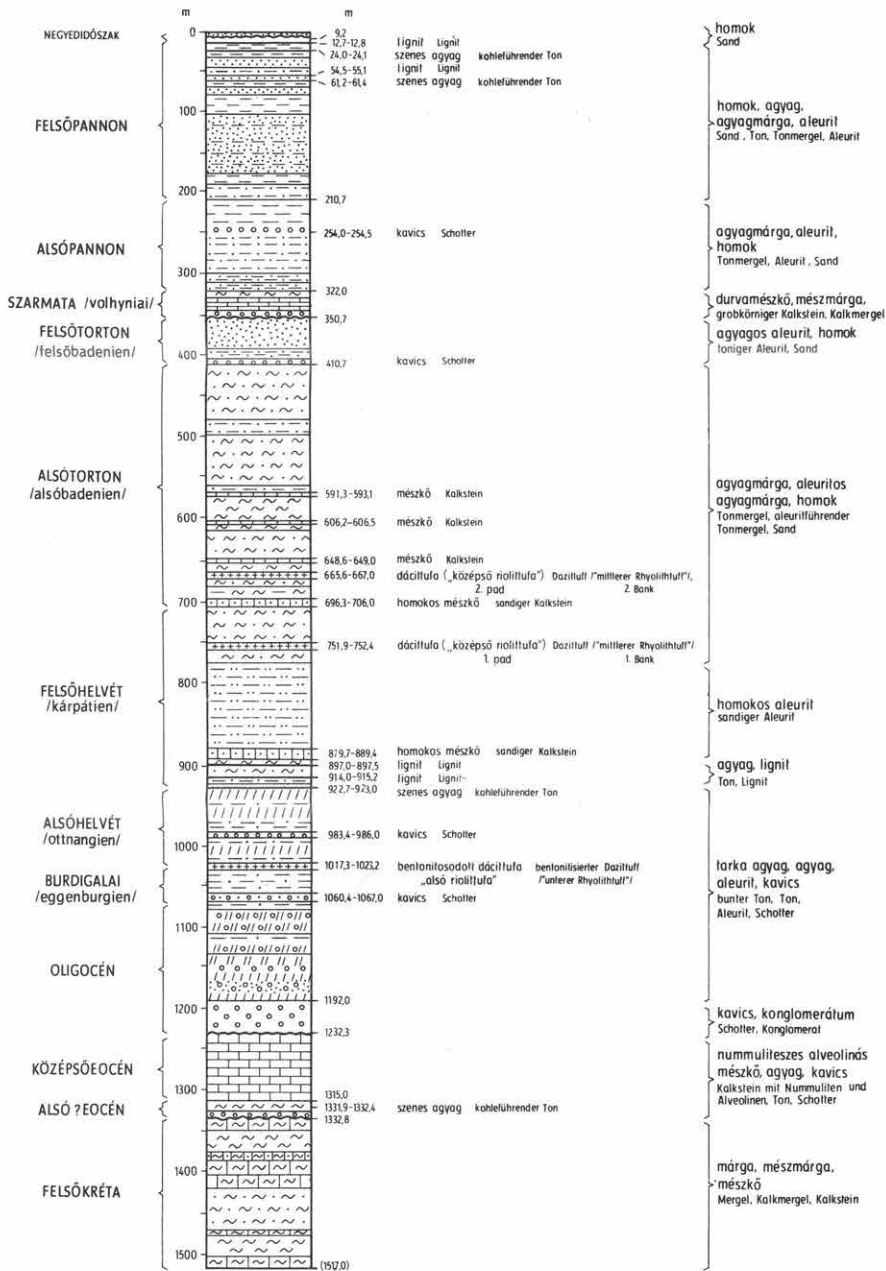 m m
NEGYEDIDŐSZAK
0
9,2
12,7-12,8 lignit Lignit
24,0-24,1 szenes agyag kohleführender Ton
54,5-55,1 lignit Lignit
61,2-61,4 szenes agyag kohleführender Ton
homok
Sand
100
FELSŐPANNON
homok, agyag,
agyagmárga, aleurit
Sand, Ton, Tonmergel, Aleurit
200
210,7
254,0-254,5 kavics Schotter
ALSÓPANNON
agyagmárga, aleurit,
homok
Tonmergel, Aleurit, Sand
300
322,0
SZARMATA /volhyniai/
durvamészkő, mészmárga,
grobkörniger Kalkstein, Kalkmergel
350,7
FELSŐTORTON
/felsőbadenien/
agyagos aleurit, homok
toniger Aleurit, Sand
400
410,7 kavics Schotter
500
ALSÓTORTON
/alsóbadenien/
agyagmárga, aleuritos
agyagmárga, homok
Tonmergel, aleuritführender
Tonmergel, Sand
591,3-593,1 mészkő Kalkstein
600
606,2-606,5 mészkő Kalkstein
648,6-649,0 mészkő Kalkstein
665,6-667,0 dácittufa („középső riolittufa") Dazittuff /"mittlerer Rhyolithtuff"/,
2. pad 2. Bank
700
696,3-706,0 homokos mészkő sandiger Kalkstein
751,9-752,4 dácittufa („középső riolittufa") Dazittuff /"mittlerer Rhyolithtuff"/
1. pad 1. Bank
800
FELSŐHELVÉT
/kárpátien/
homokos aleurit
sandiger Aleurit
879,7-889,4 homokos mészkő sandiger Kalkstein
900
897,0-897,5 lignit Lignit
914,0-915,2 lignit Lignit
922,7-923,0 szenes agyag kohleführender Ton
agyag, lignit
Ton, Lignit
ALSÓHELVÉT
/ottnangien/
983,4-986,0 kavics Schotter
1000
1017,3-1023,2 bentonitosodott dácittufa bentonitisierter Dazittuff
„alsó riolittufa" /"unterer Rhyolithtuff"/
BURDIGALAI
/eggenburgien/
1060,4-1067,0 kavics Schotter
tarka agyag, agyag,
aleurit, kavics
bunter Ton, Ton,
Aleurit, Schotter
1100
OLIGOCÉN
1192,0
1200
kavics, konglomerátum
Schotter, Konglomerat
1232,3
KÖZÉPSŐEOCÉN
nummuliteszes alveolinás
mészkő, agyag, kavics
Kalkstein mit Nummuliten und
Alveolinen, Ton, Schotter
1300
1315,0
ALSÓ ?EOCÉN
1331,9-1332,4 szenes agyag kohleführender Ton
1332,8
1400
FELSŐKRÉTA
márga, mészmárga,
mészkő
Mergel, Kalkmergel, Kalkstein
1500
(1517,0)